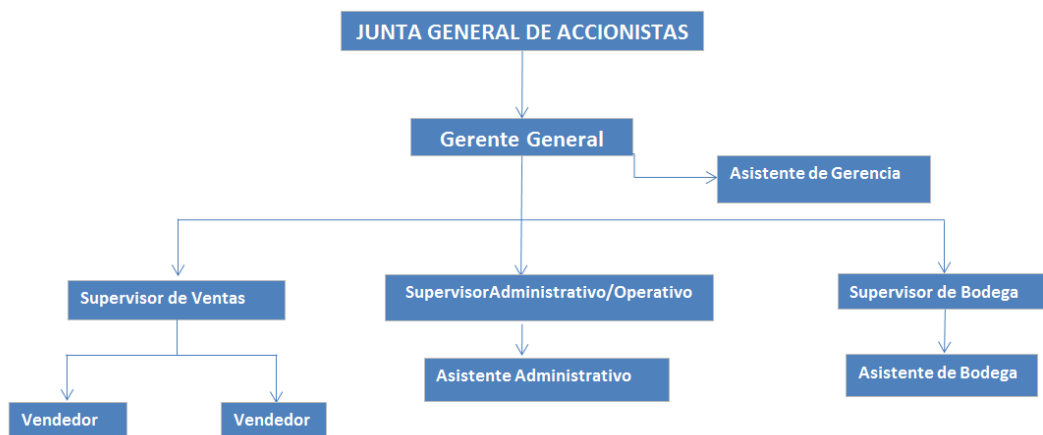 JUNTA GENERAL DE ACCIONISTAS
Gerente General
Asistente de Gerencia
Supervisor de Ventas
SupervisorAdministrativo/Operativo
Supervisor de Bodega
Asistente Administrativo
Asistente de Bodega
Vendedor
Vendedor